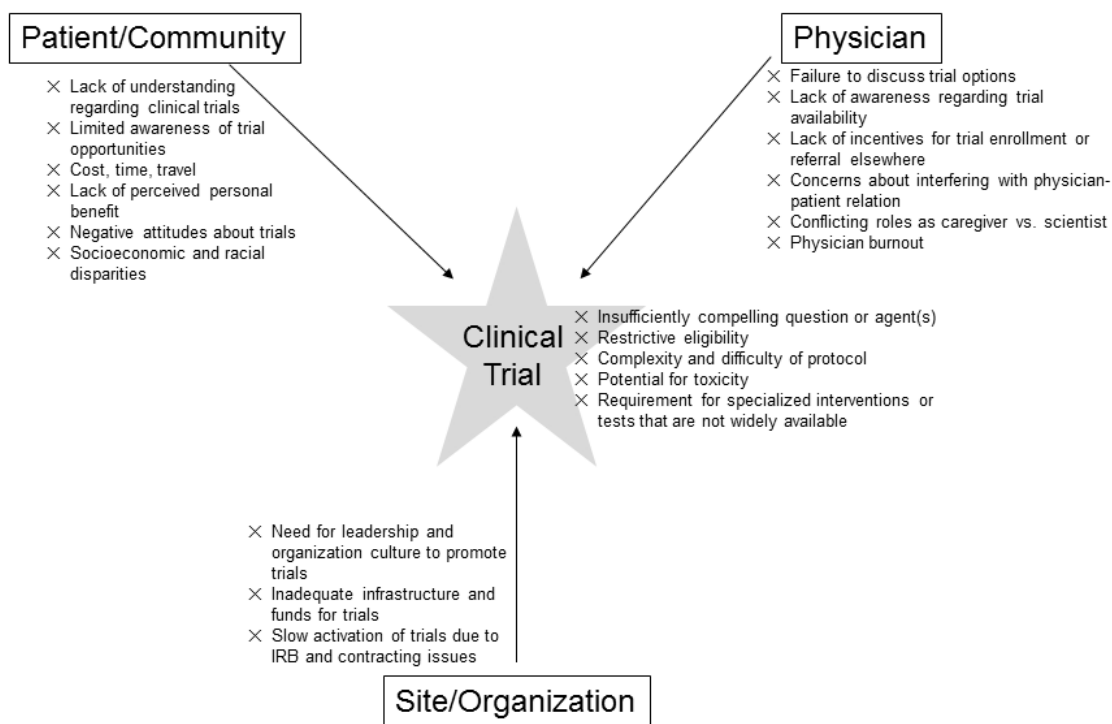 Patient/Community
× Lack of understanding
regarding clinical trials
× Limited awareness of trial
opportunities
× Cost, time, travel
× Lack of perceived personal
benefit
× Negative attitudes about trials
× Socioeconomic and racial
disparities
Physician
× Failure to discuss trial options
× Lack of awareness regarding trial
availability
× Lack of incentives for trial enrollment or
referral elsewhere
× Concerns about interfering with physician-
patient relation
× Conflicting roles as caregiver vs. scientist
× Physician burnout
Clinical
Trial
× Insufficiently compelling question or agent(s)
× Restrictive eligibility
× Complexity and difficulty of protocol
× Potential for toxicity
× Requirement for specialized interventions or
tests that are not widely available
× Need for leadership and
organization culture to promote
trials
× Inadequate infrastructure and
funds for trials
× Slow activation of trials due to
IRB and contracting issues
Site/Organization